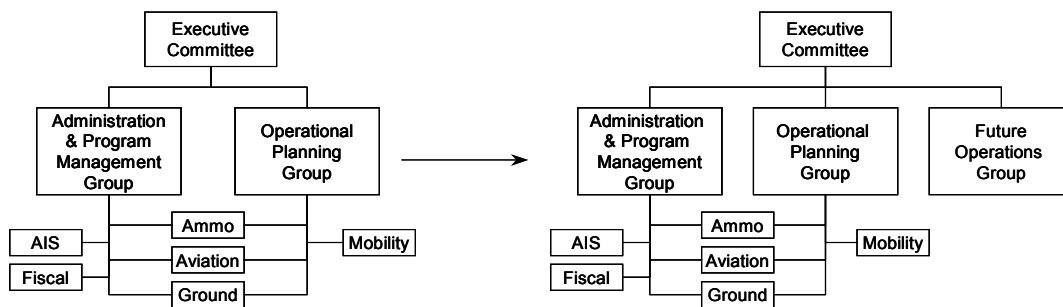 Executive
Committee
Administration
& Program
Management
Group
Operational
Planning
Group
AIS
Fiscal
Ammo
Aviation
Ground
Mobility
Executive
Committee
Administration
& Program
Management
Group
Operational
Planning
Group
Future
Operations
Group
AIS
Fiscal
Ammo
Aviation
Ground
Mobility